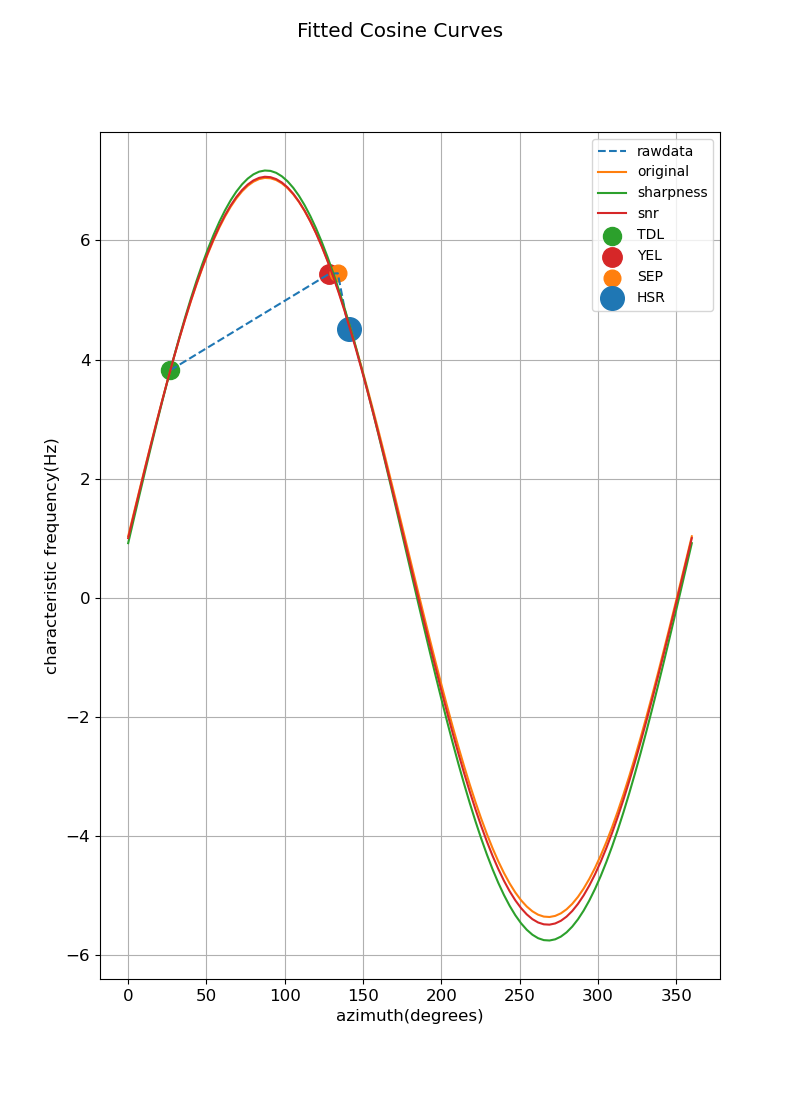 Fitted Cosine Curves
rawdata
original
sharpness
snr
TDL
YEL
SEP
HSR
6
4
2
0
−2
−4
−6
characteristic frequency(Hz)
0 50 100 150 200 250 300 350
azimuth(degrees)